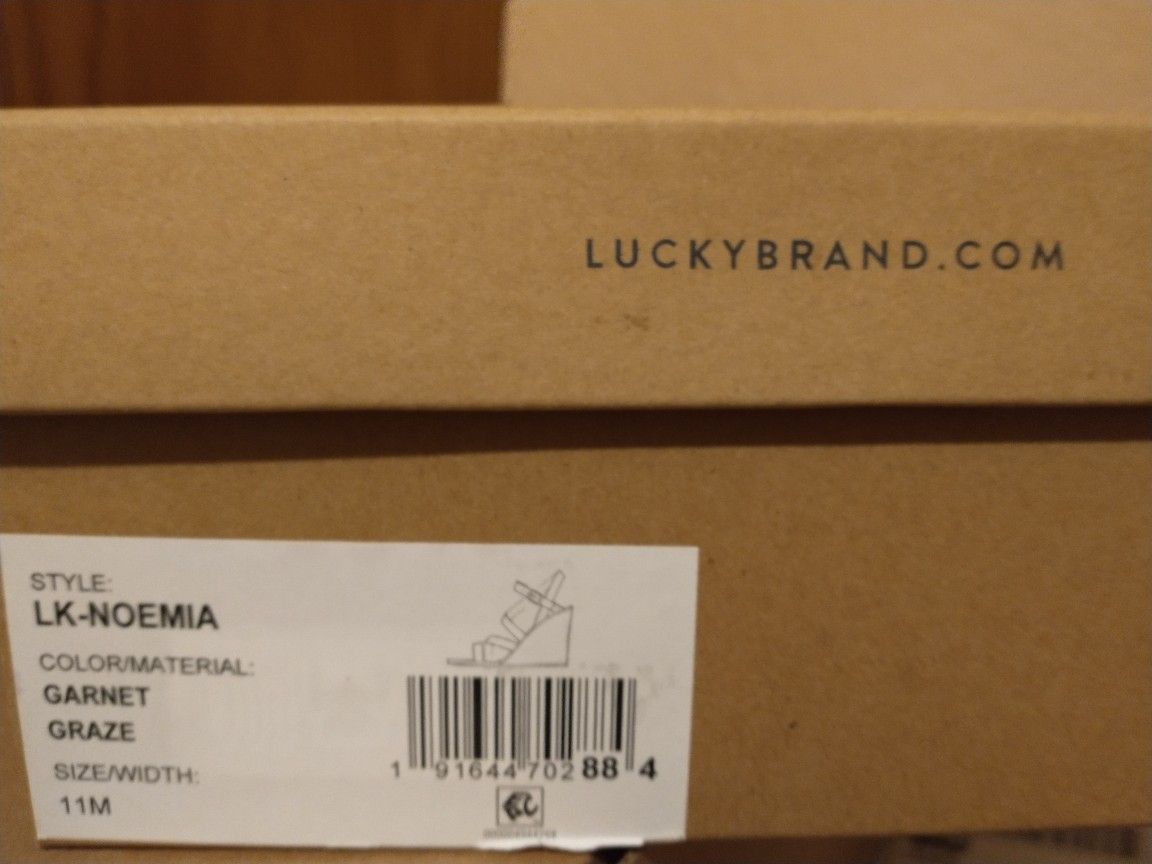 LUCKYBRAND.COM
STYLE:
LK-NOEMIA
COLOR/MATERIAL:
GARNET
GRAZE
SIZE/WIDTH:
11M
1 91644 70288 4